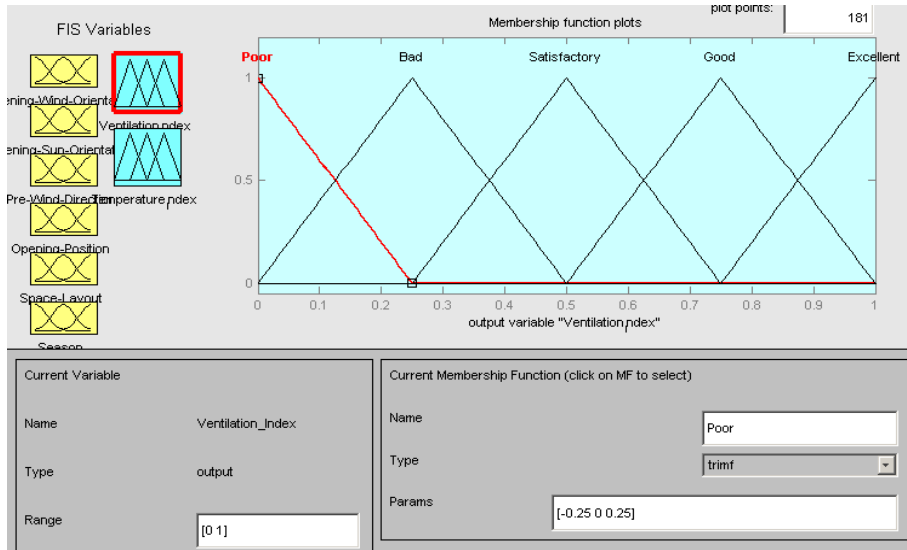 FIS Variables
ening-Wind-Orienta
Ventilation ndex
ening-Sun-Orientat
Pre-Wind-Direction
Temperature ndex
Opening-Position
Space-Layout
Season
plot points:
181
Membership function plots
Poor
Bad
Satisfactory
Good
Excellent
1
0.5
0
0
0.1
0.2
0.3
0.4
0.5
0.6
0.7
0.8
0.9
1
output variable "VentilationIndex"
Current Variable
Name
Ventilation_Index
Type
output
Range
[0 1]
Current Membership Function (click on MF to select)
Name
Poor
Type
trimf
Params
[-0.25 0 0.25]